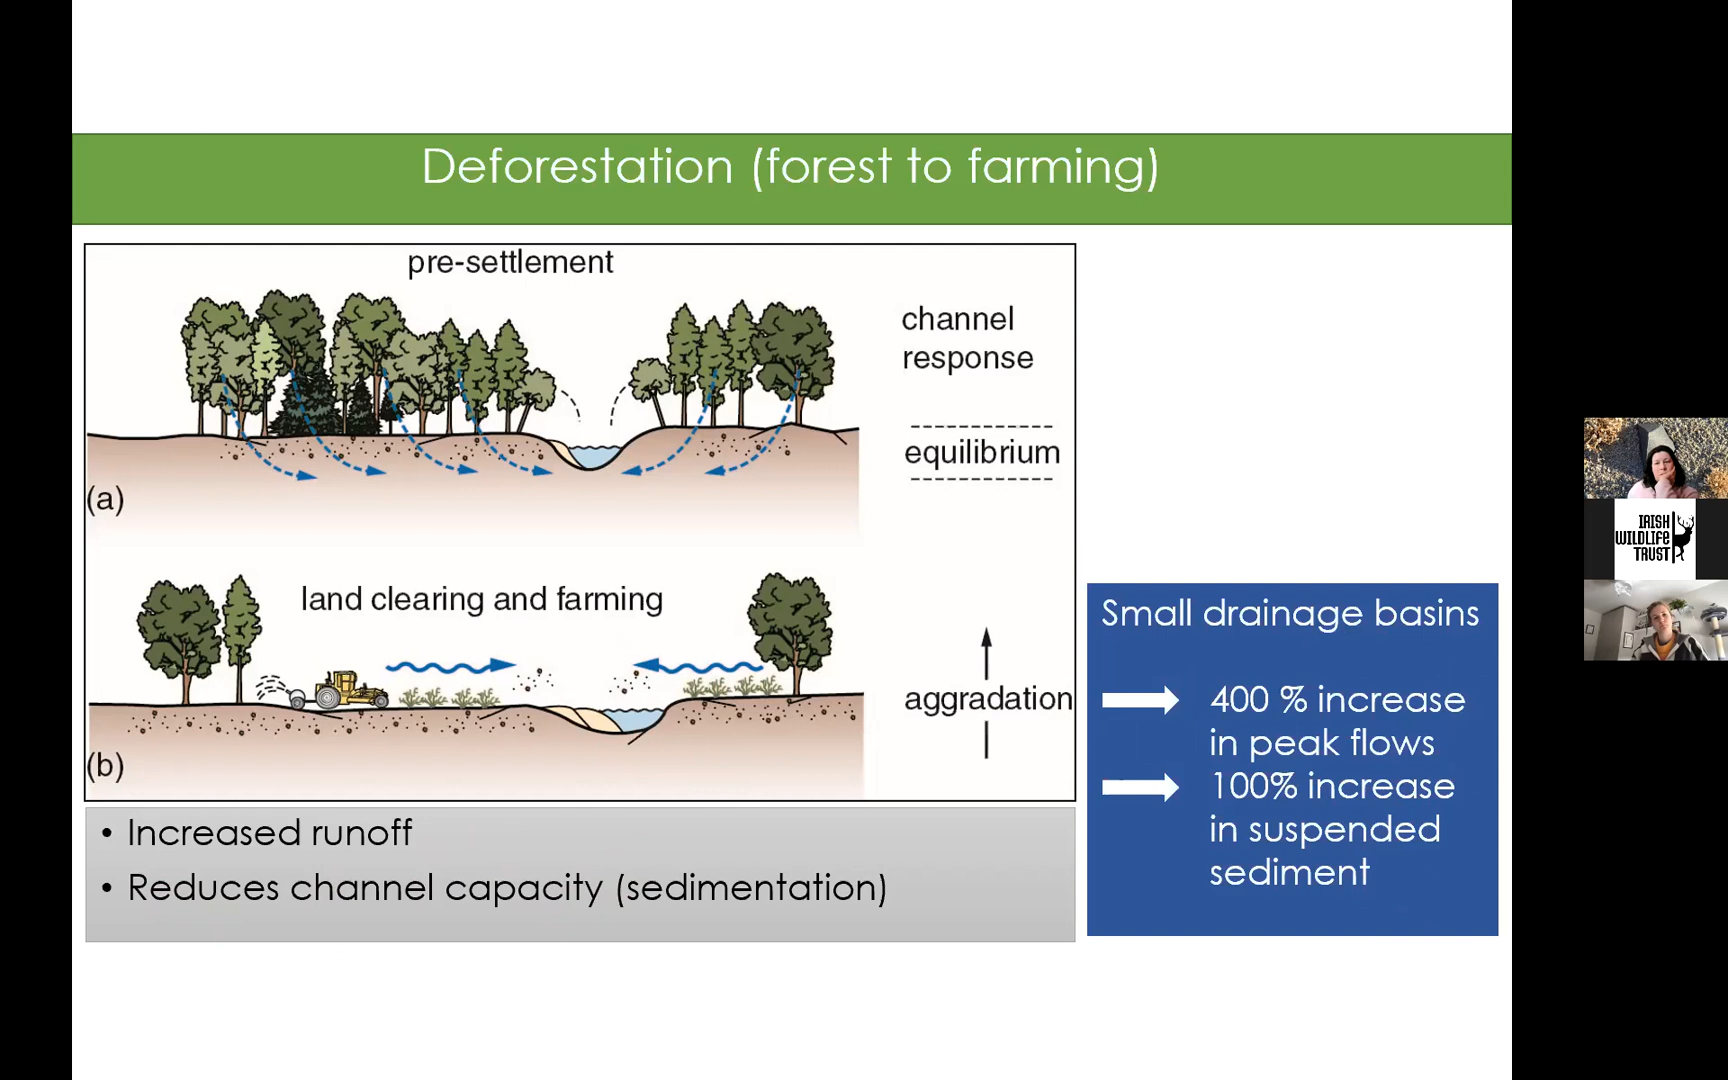 Deforestation (forest to farming)
pre-settlement
channel
response
equilibrium
(a)
land clearing and farming
aggradation
(b)
• Increased runoff
• Reduces channel capacity (sedimentation)
Small drainage basins
400 % increase
in peak flows
100% increase
in suspended
sediment
IRISH
WILDLIFE
TRUST